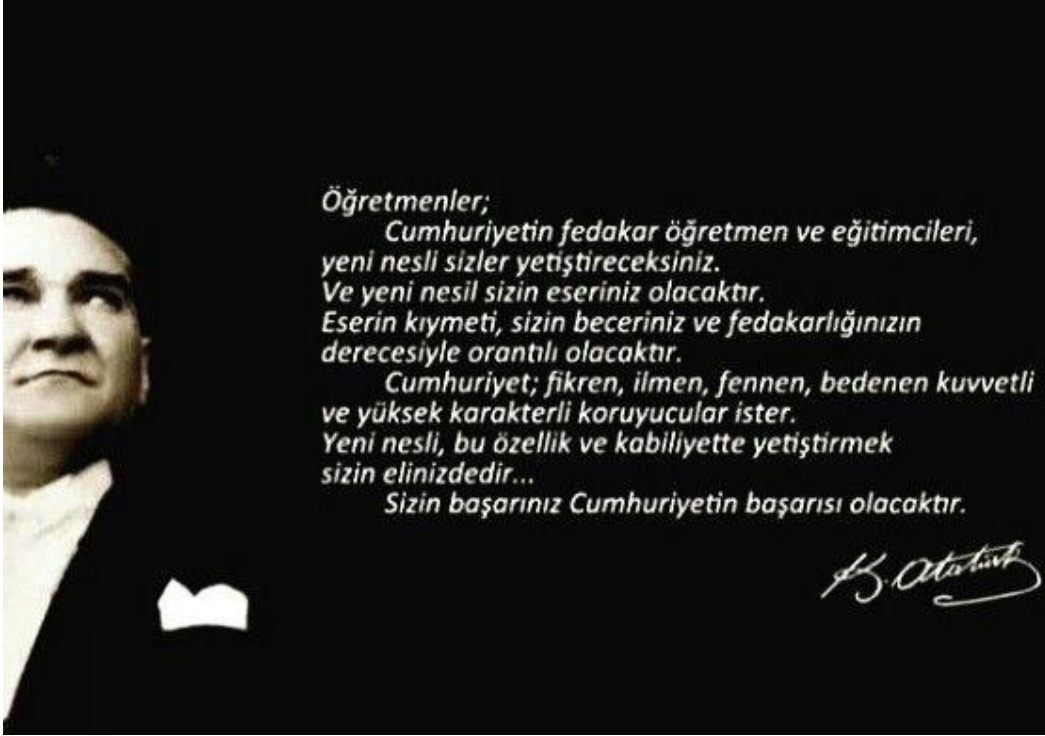 Öğretmenler;
Cumhuriyetin fedakar öğretmen ve eğitimcileri,
yeni nesli sizler yetiştireceksiniz.
Ve yeni nesil sizin eseriniz olacaktır.
Eserin kıymeti, sizin beceriniz ve fedakarlığınızın
derecesiyle orantılı olacaktır.
Cumhuriyet; fikren, ilmen, fennen, bedenen kuvvetli
ve yüksek karakterli koruyucular ister.
Yeni nesli, bu özellik ve kabiliyette yetiştirmek
sizin elinizdedir...
Sizin başarınız Cumhuriyetin başarısı olacaktır.
K. Atatürk